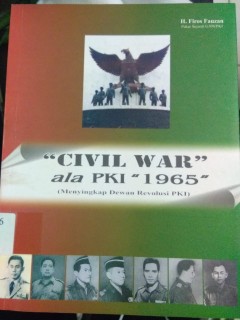 H. Firos Fauzan
"CIVIL WAR"
ala PKI "1965"
(Menyingkap Dewan Revolusi PKI)